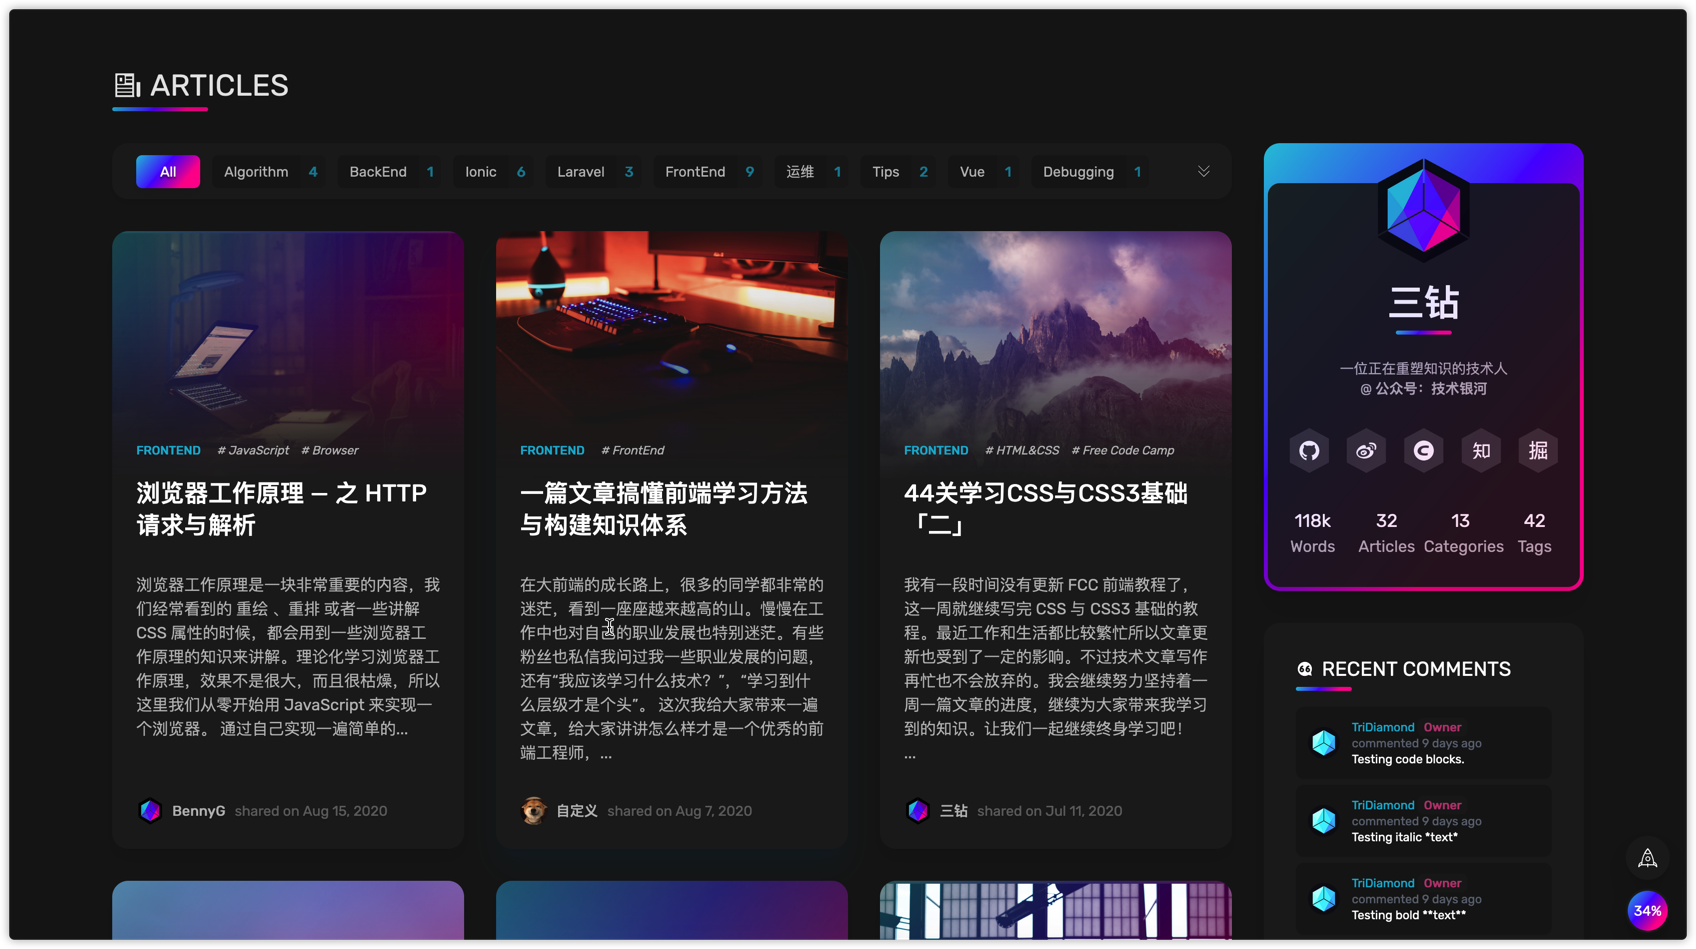 ARTICLES
All Algorithm 4 BackEnd 1 Ionic 6 Laravel 3 FrontEnd 9 运维 1 Tips 2 Vue 1 Debugging 1
FRONTEND # JavaScript # Browser
浏览器工作原理 – 之 HTTP
请求与解析
浏览器工作原理是一块非常重要的内容，我
们经常看到的 重绘 、重排 或者一些讲解
CSS 属性的时候，都会用到一些浏览器工
作原理的知识来讲解。理论化学习浏览器工
作原理，效果不是很大，而且很枯燥，所以
这里我们从零开始用 JavaScript 来实现一
个浏览器。 通过自己实现一遍简单的...
BennyG shared on Aug 15, 2020
FRONTEND # FrontEnd
一篇文章搞懂前端学习方法
与构建知识体系
在大前端的成长路上，很多的同学都非常的
迷茫，看到一座座越来越高的山。慢慢在工
作中也对自己的职业发展也特别迷茫。有些
粉丝也私信我问过我一些职业发展的问题，
还有“我应该学习什么技术？”，“学习到什
么层级才是个头”。 这次我给大家带来一遍
文章，给大家讲讲怎么样才是一个优秀的前
端工程师，...
自定义 shared on Aug 7, 2020
FRONTEND # HTML&CSS # Free Code Camp
44关学习CSS与CSS3基础
「二」
我有一段时间没有更新 FCC 前端教程了，
这一周就继续写完 CSS 与 CSS3 基础的教
程。最近工作和生活都比较繁忙所以文章更
新也受到了一定的影响。不过技术文章写作
再忙也不会放弃的。我会继续努力坚持着一
周一篇文章的进度，继续为大家带来我学习
到的知识。让我们一起继续终身学习吧！
...
三钻 shared on Jul 11, 2020
三钻
一位正在重塑知识的技术人
@ 公众号：技术银河
C 知 掘
118k 32 13 42
Words Articles Categories Tags
RECENT COMMENTS
TriDiamond Owner
commented 9 days ago
Testing code blocks.
TriDiamond Owner
commented 9 days ago
Testing italic *text*
TriDiamond Owner
commented 9 days ago
Testing bold **text**
34%